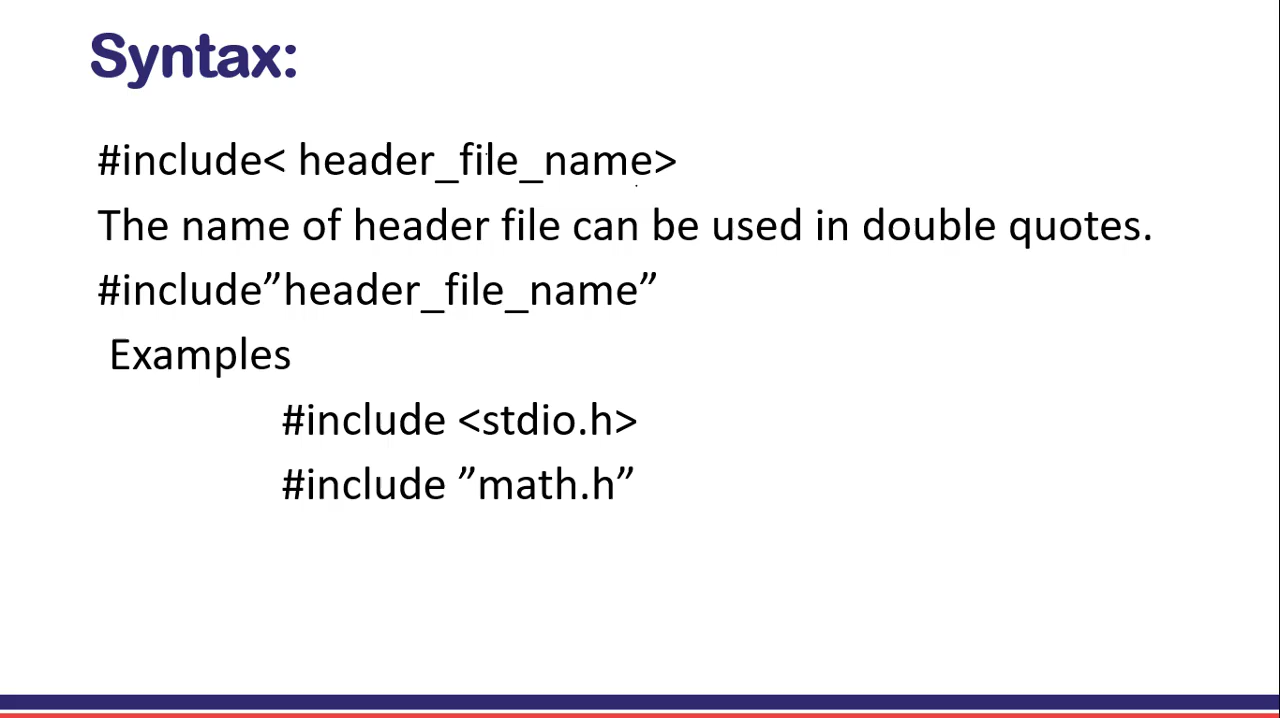 Syntax:
#include< header_file_name>
The name of header file can be used in double quotes.
#include”header_file_name”
Examples
#include <stdio.h>
#include ”math.h”